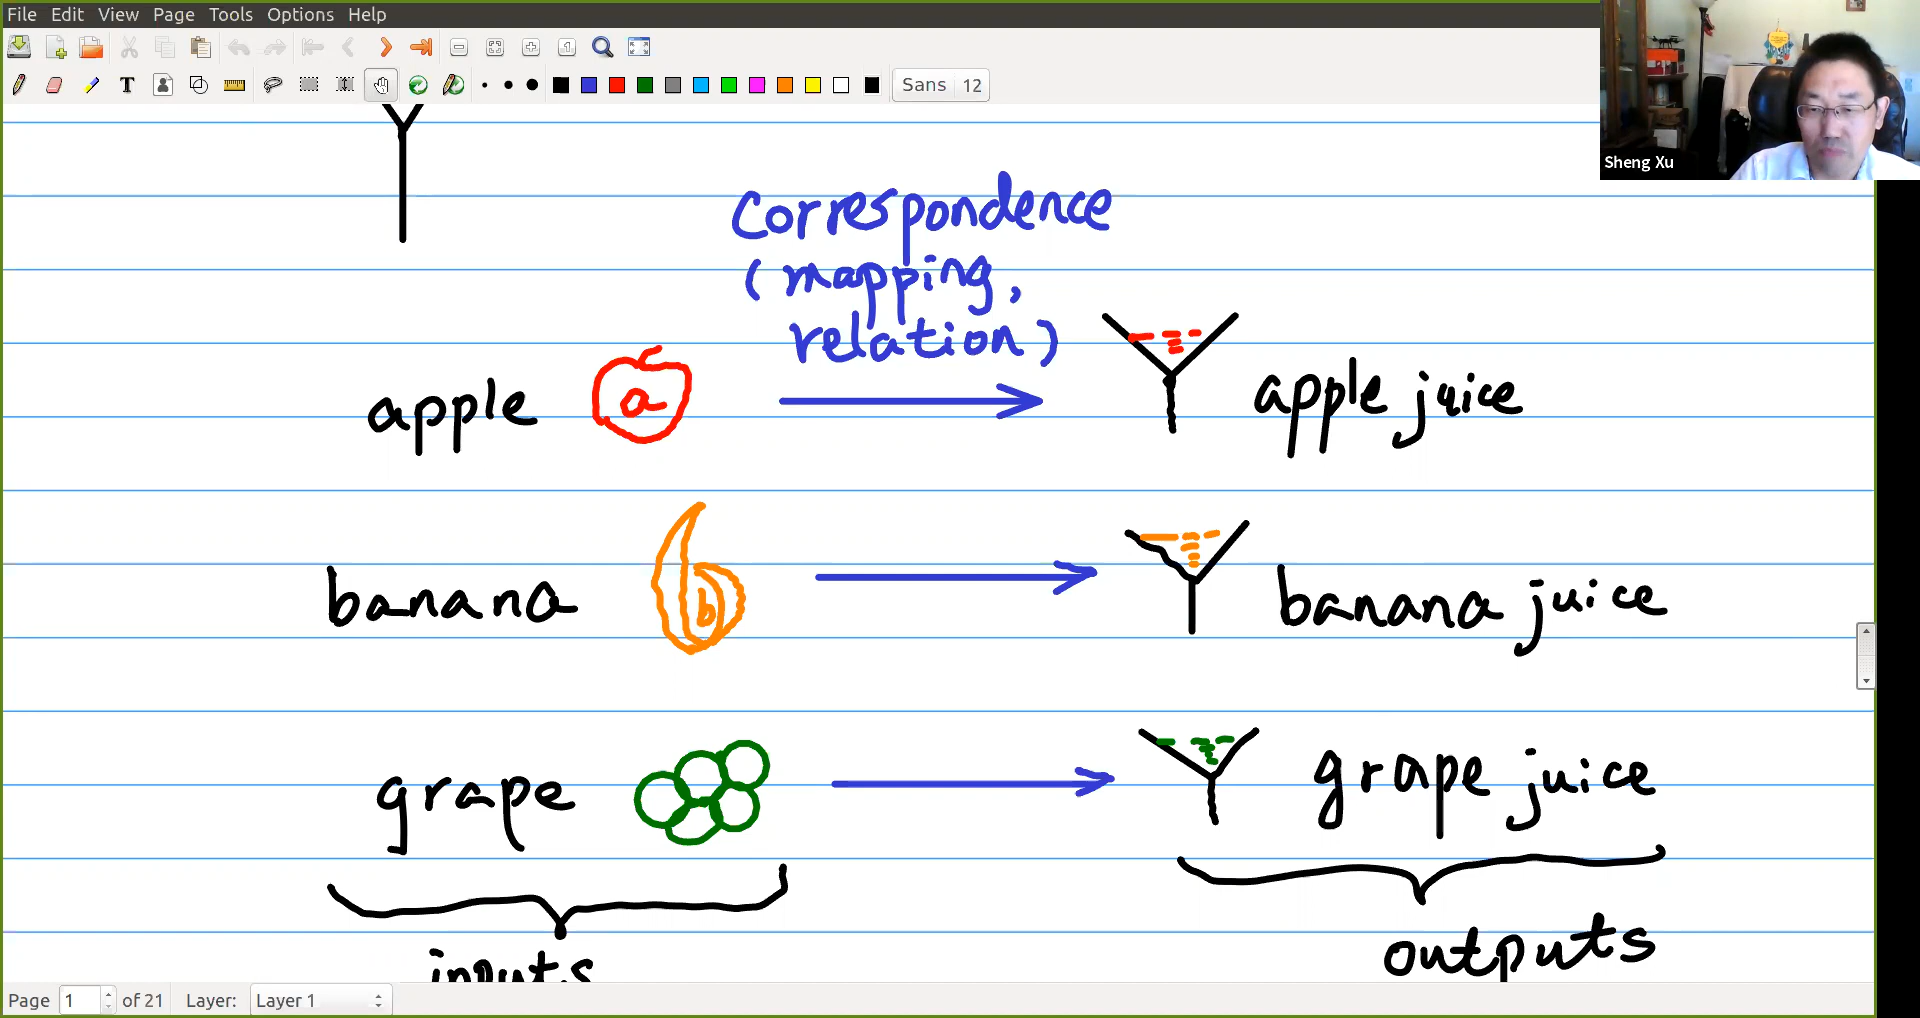 File Edit View Page Tools Options Help
Sans 12
Sheng Xu
Correspondence
(mapping,
relation)
apple a apple juice
banana b banana juice
grape grape juice
inputs
outputs
Page 1 of 21 Layer: Layer 1